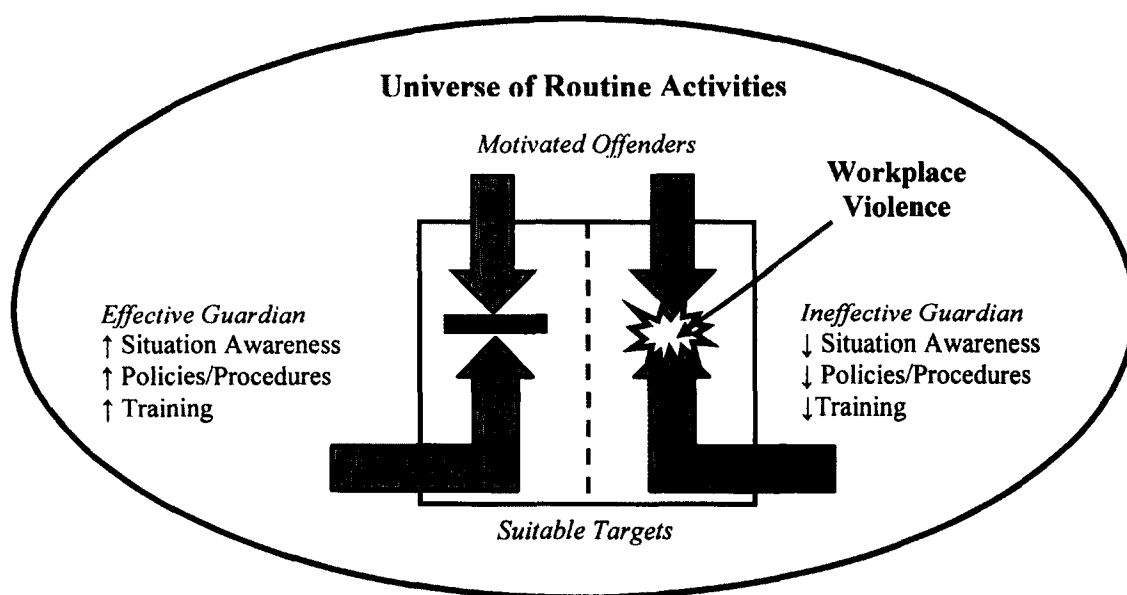 Universe of Routine Activities
Motivated Offenders
Workplace
Violence
Effective Guardian
↑ Situation Awareness
↑ Policies/Procedures
↑ Training
Ineffective Guardian
↓ Situation Awareness
↓ Policies/Procedures
↓Training
Suitable Targets